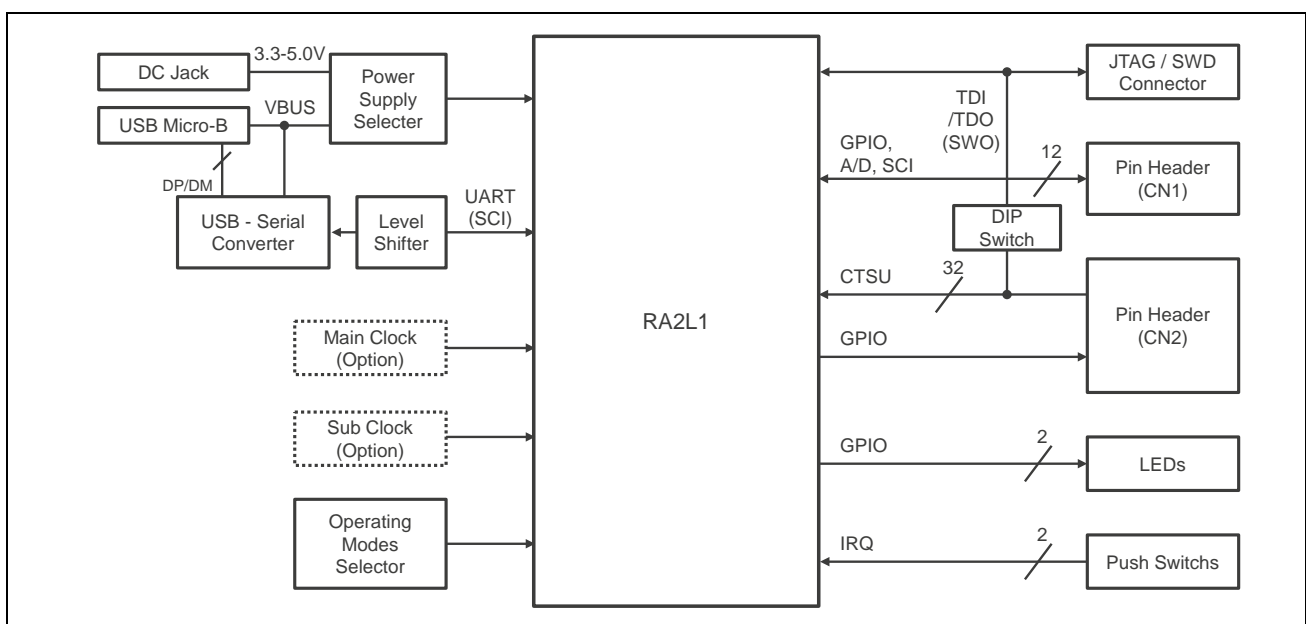 DC Jack
3.3-5.0V
Power
Supply
Selecter
USB Micro-B
VBUS
DP/DM
USB - Serial
Converter
Level
Shifter
UART
(SCI)
Main Clock
(Option)
Sub Clock
(Option)
Operating
Modes
Selector
RA2L1
JTAG / SWD
Connector
TDI
/TDO
(SWO)
GPIO,
A/D, SCI
12
Pin Header
(CN1)
DIP
Switch
CTSU
32
Pin Header
(CN2)
GPIO
GPIO
2
LEDs
IRQ
2
Push Switchs